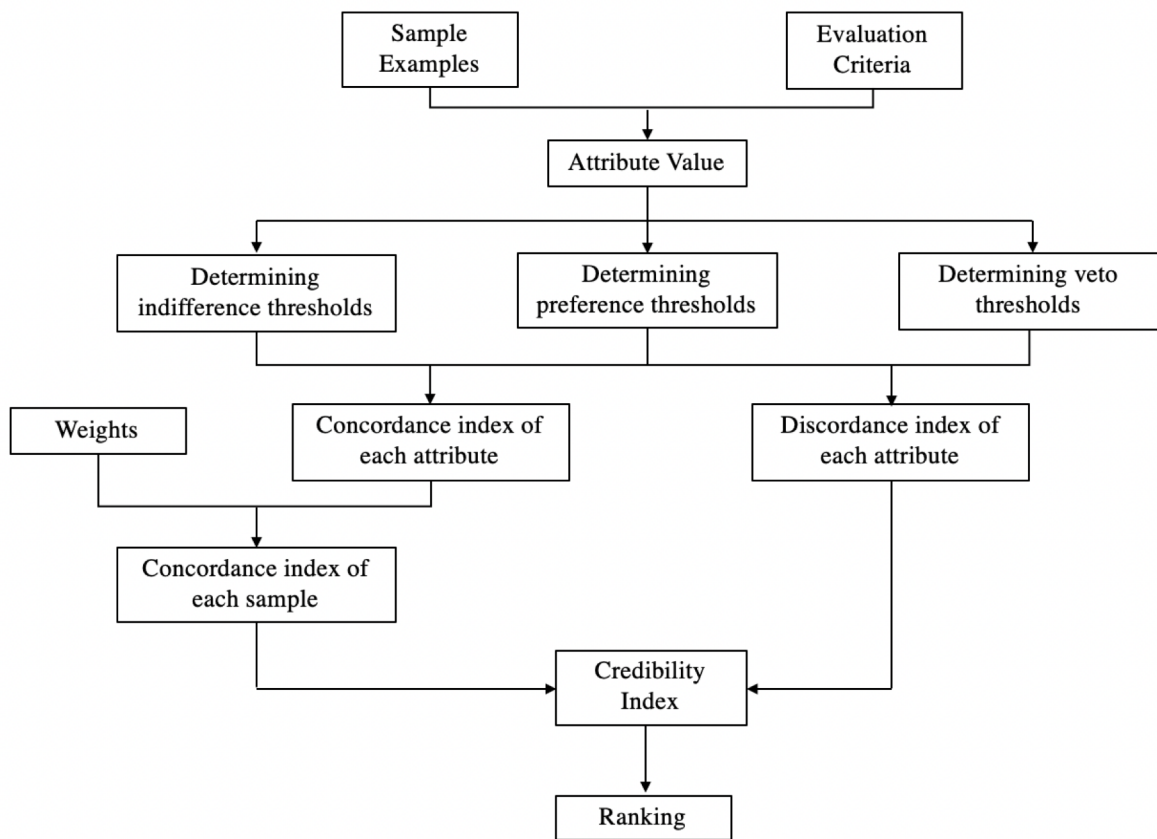 Sample
Examples
Evaluation
Criteria
Attribute Value
Determining
indifference thresholds
Determining
preference thresholds
Determining veto
thresholds
Weights
Concordance index of
each attribute
Discordance index of
each attribute
Concordance index of
each sample
Credibility
Index
Ranking